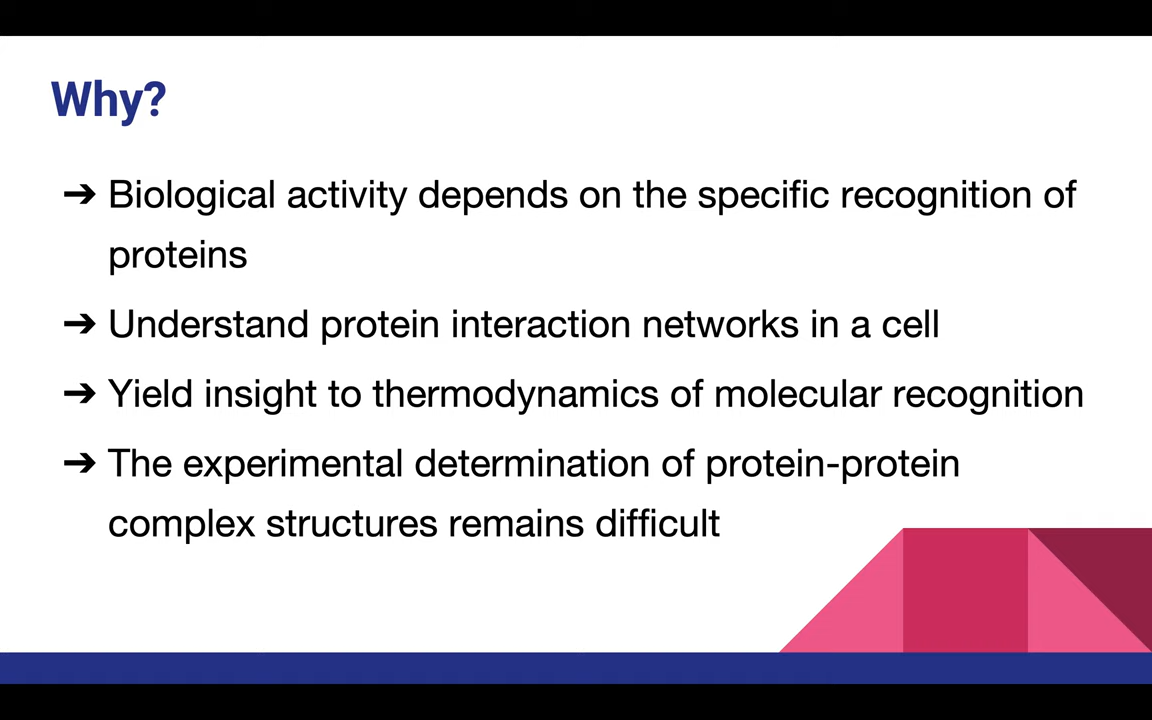 Why?
➔ Biological activity depends on the specific recognition of
proteins
➔ Understand protein interaction networks in a cell
➔ Yield insight to thermodynamics of molecular recognition
➔ The experimental determination of protein-protein
complex structures remains difficult